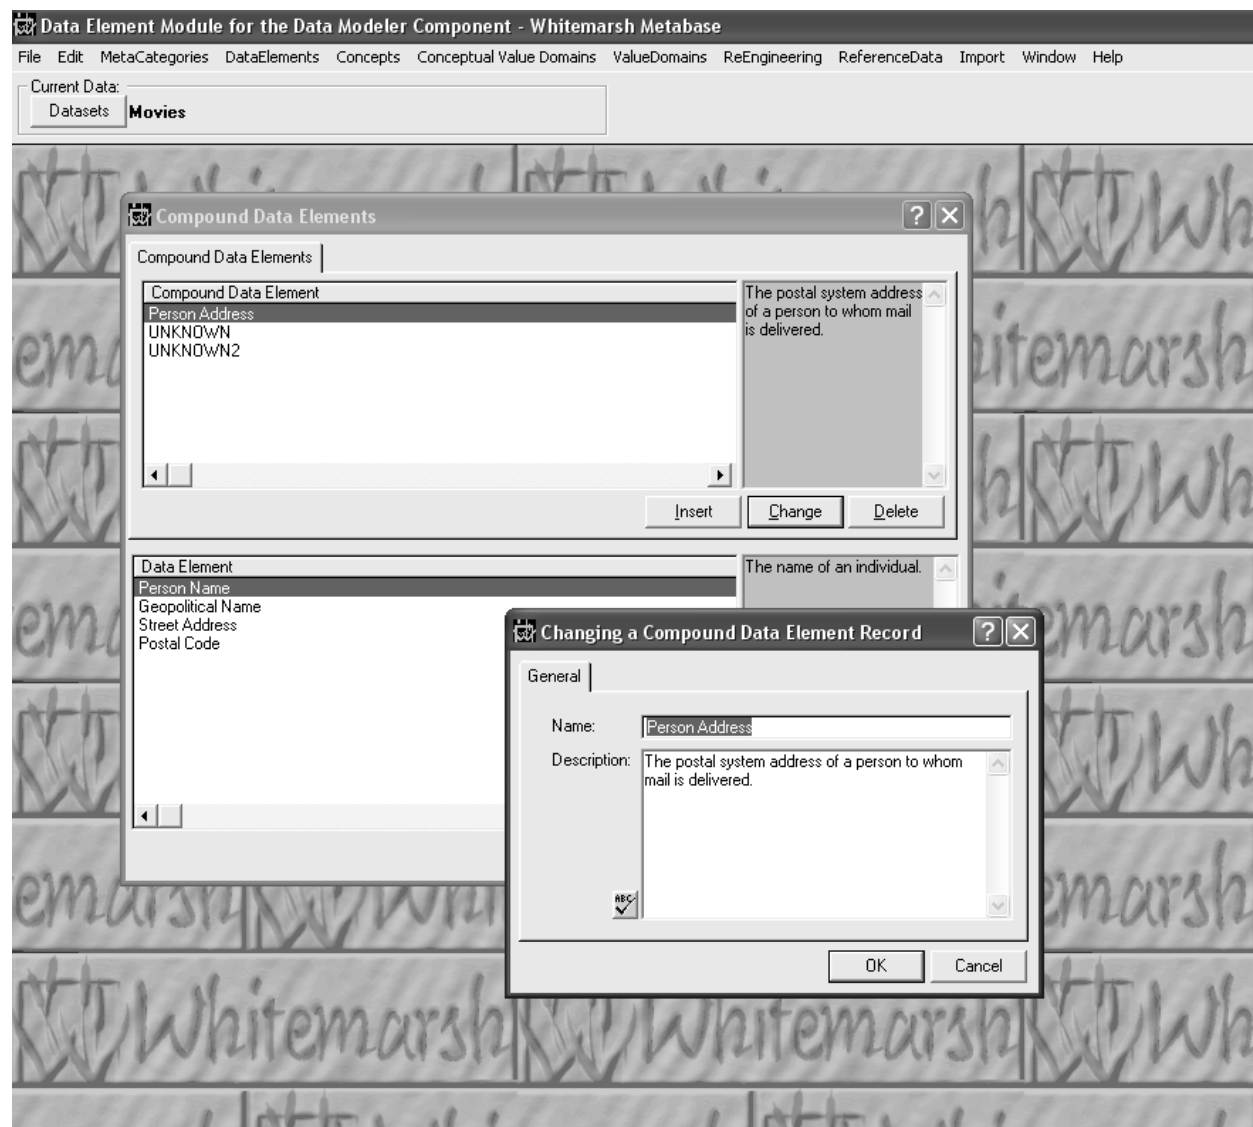 Data Element Module for the Data Modeler Component - Whitemarsh Metabase
File Edit MetaCategories DataElements Concepts Conceptual Value Domains ValueDomains ReEngineering ReferenceData Import Window Help
Current Data:
Datasets Movies
Compound Data Elements
Compound Data Elements
Compound Data Element
Person Address
UNKNOWN
UNKNOWN2
The postal system address
of a person to whom mail
is delivered.
Insert Change Delete
Data Element
Person Name
Geopolitical Name
Street Address
Postal Code
The name of an individual.
Changing a Compound Data Element Record
General
Name: Person Address
Description: The postal system address of a person to whom
mail is delivered.
ABC
OK Cancel
Whitemarsh
Whitemarsh